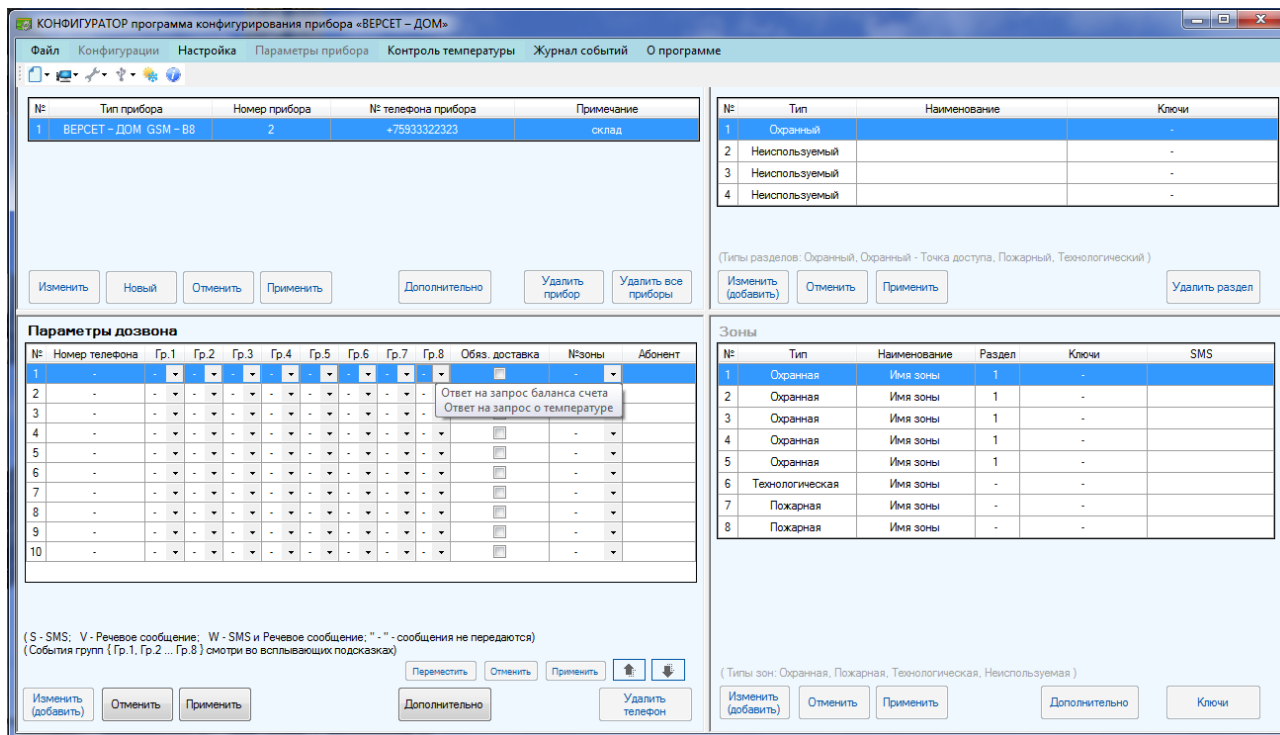 КОНФИГУРАТОР программа конфигурирования прибора «ВЕРСЕТ – ДОМ»
Файл Конфигурации Настройка Параметры прибора Контроль температуры Журнал событий О программе
№ Тип прибора Номер прибора № телефона прибора Примечание
1 ВЕРСЕТ – ДОМ GSM – B8 2 +75933322323 склад
Изменить Новый Отменить Применить Дополнительно Удалить прибор Удалить все приборы
№ Тип Наименование Ключи
1 Охранный -
2 Неиспользуемый -
3 Неиспользуемый -
4 Неиспользуемый -
(Типы разделов: Охранный, Охранный - Точка доступа, Пожарный, Технологический )
Изменить (добавить) Отменить Применить Удалить раздел
Параметры дозвона
№ Номер телефона Гр.1 Гр.2 Гр.3 Гр.4 Гр.5 Гр.6 Гр.7 Гр.8 Обяз. доставка №зоны Абонент
1 - - - - - - - - - -
Ответ на запрос баланса счета
Ответ на запрос о температуре
2 - - - - - - - - -
3 - - - - - - - - -
4 - - - - - - - - - -
5 - - - - - - - - - -
6 - - - - - - - - - -
7 - - - - - - - - - -
8 - - - - - - - - - -
9 - - - - - - - - - -
10 - - - - - - - - - -
( S - SMS; V - Речевое сообщение; W - SMS и Речевое сообщение; " - " - сообщения не передаются)
(События групп { Гр.1, Гр.2 ... Гр.8 } смотри во всплывающих подсказках)
Переместить Отменить Применить
Изменить (добавить) Отменить Применить Дополнительно Удалить телефон
Зоны
№ Тип Наименование Раздел Ключи SMS
1 Охранная Имя зоны 1 -
2 Охранная Имя зоны 1 -
3 Охранная Имя зоны 1 -
4 Охранная Имя зоны 1 -
5 Охранная Имя зоны 1 -
6 Технологическая Имя зоны - -
7 Пожарная Имя зоны - -
8 Пожарная Имя зоны - -
( Типы зон: Охранная, Пожарная, Технологическая, Неиспользуемая )
Изменить (добавить) Отменить Применить Дополнительно Ключи